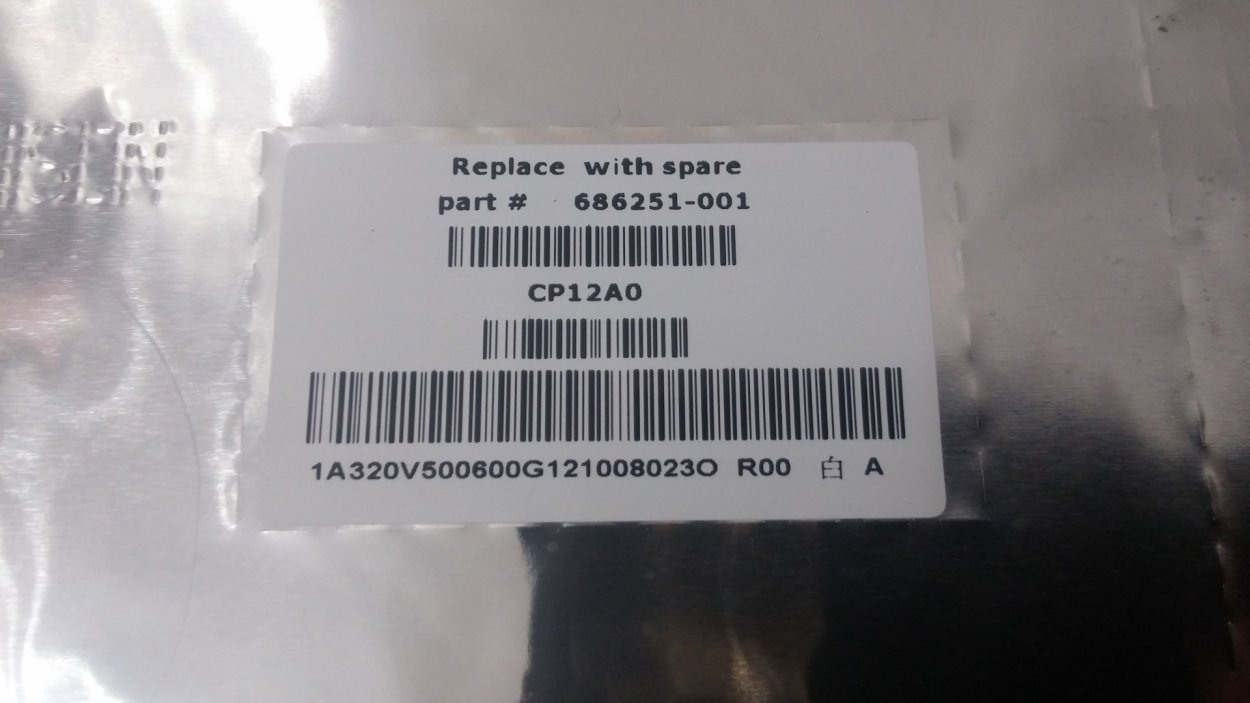 Replace with spare
part # 686251-001
CP12A0
1A320V500600G121008023O R00 白 A